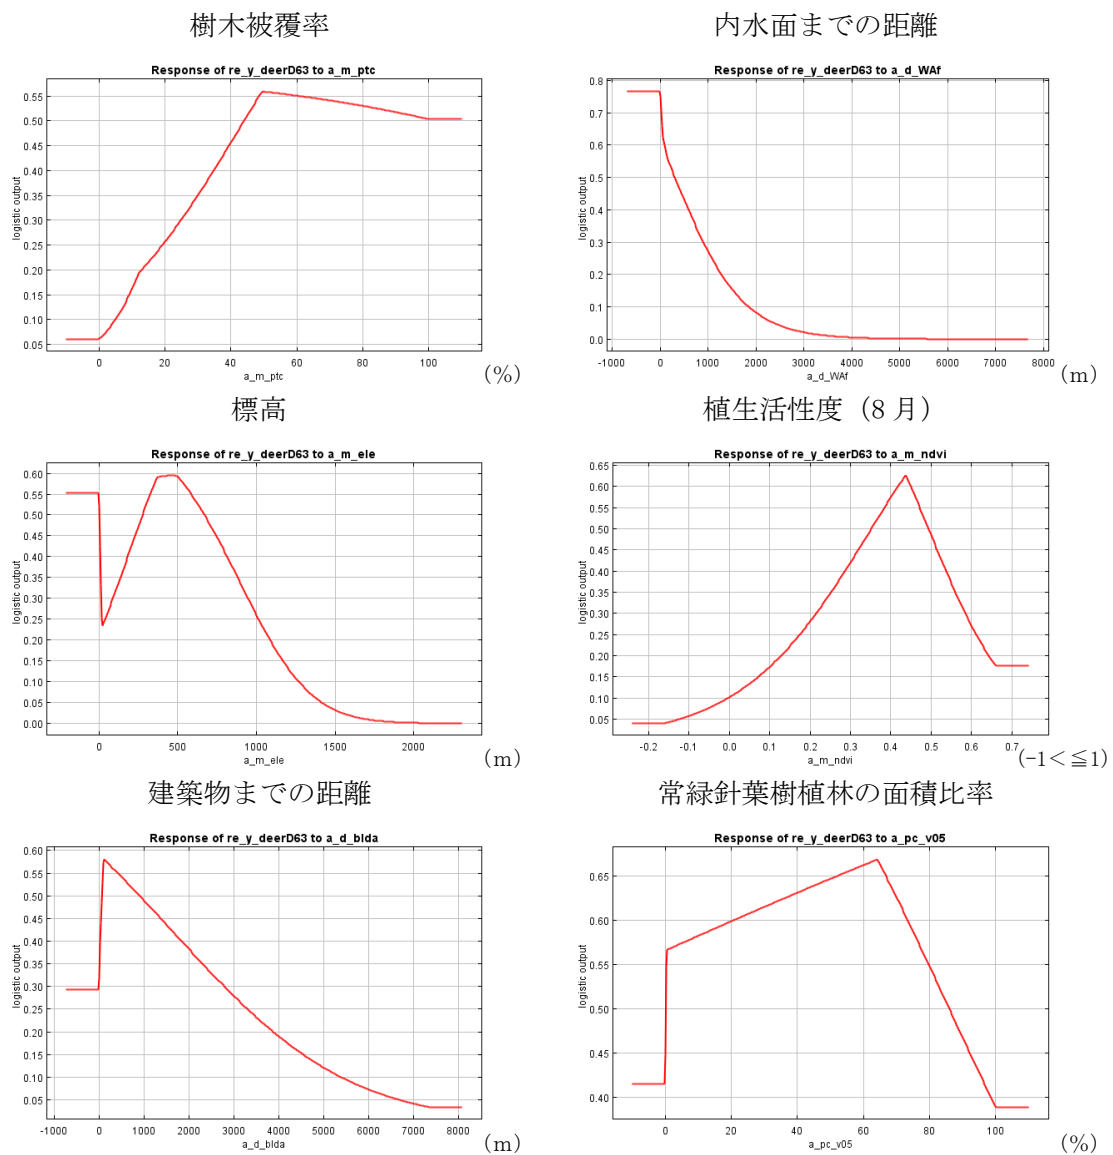 樹木被覆率
Response of re_y_deerD63 to a_m_ptc
logistic output
0.55
0.50
0.45
0.40
0.35
0.30
0.25
0.20
0.15
0.10
0.05
0 20 40 60 80 100
a_m_ptc
(%)
内水面までの距離
Response of re_y_deerD63 to a_d_WAf
logistic output
0.8
0.7
0.6
0.5
0.4
0.3
0.2
0.1
0.0
-1000 0 1000 2000 3000 4000 5000 6000 7000 8000
a_d_WAf
(m)
標高
Response of re_y_deerD63 to a_m_ele
logistic output
0.60
0.55
0.50
0.45
0.40
0.35
0.30
0.25
0.20
0.15
0.10
0.05
0.00
0 500 1000 1500 2000
a_m_ele
(m)
植生活性度（8 月）
Response of re_y_deerD63 to a_m_ndvi
logistic output
0.65
0.60
0.55
0.50
0.45
0.40
0.35
0.30
0.25
0.20
0.15
0.10
0.05
-0.2 -0.1 0.0 0.1 0.2 0.3 0.4 0.5 0.6 0.7
a_m_ndvi
(-1＜≦1)
建築物までの距離
Response of re_y_deerD63 to a_d_blda
logistic output
0.60
0.55
0.50
0.45
0.40
0.35
0.30
0.25
0.20
0.15
0.10
0.05
-1000 0 1000 2000 3000 4000 5000 6000 7000 8000
a_d_blda
(m)
常緑針葉樹植林の面積比率
Response of re_y_deerD63 to a_pc_v05
logistic output
0.65
0.60
0.55
0.50
0.45
0.40
0 20 40 60 80 100
a_pc_v05
(%)